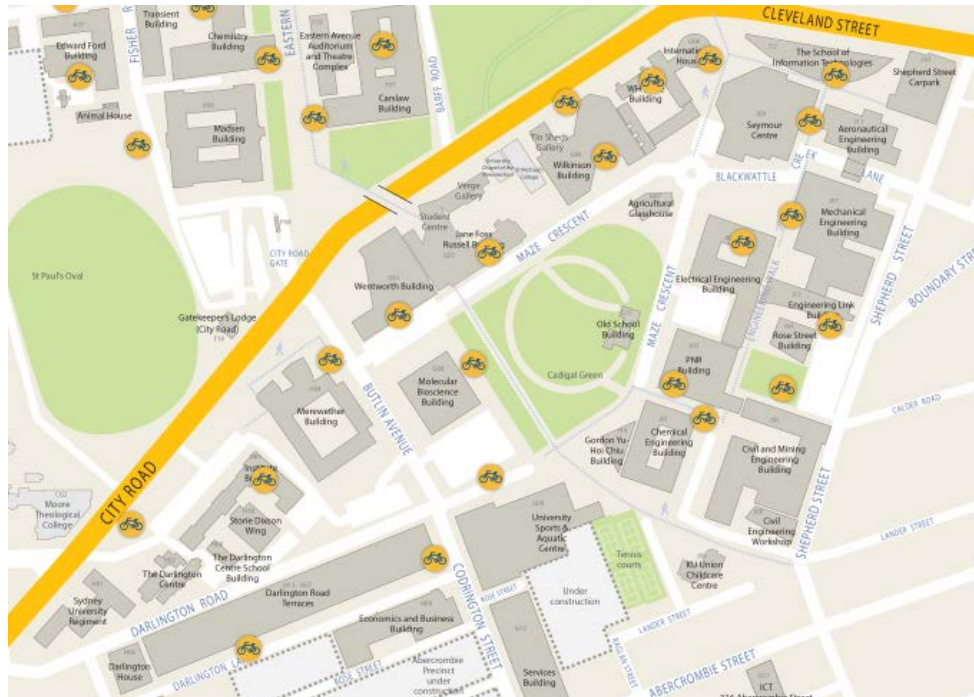 CLEVELAND STREET
Transient
Building
Chemistry
Building
EASTERN
Eastern Avenue
Auditorium
and Theatre
Complex
FISHER
BARFF ROAD
Edward Ford
Building
Animal House
Madsen
Building
Carslaw
Building
International
House
The School of
Information Technologies
Shepherd Street
Carpark
Building
Seymour
Centre
Aeronautical
Engineering
Building
Tin Sheds
Gallery
Wilkinson
Building
BLACKWATTLE
CREEK
LANE
Verge
Gallery
Student
Centre
Jane Foss
Russell Building
MAZE CRESCENT
Agricultural
Glasshouse
Mechanical
Engineering
Building
CITY ROAD
GATE
St Paul's Oval
Wentworth Building
Electrical Engineering
Building
ENGINEERING WALK
MAZE CRESCENT
SHEPHERD STREET
BOUNDARY
Gatekeeper's Lodge
(City Road)
Old School
Building
Engineering Link
Rose Street
Building
PNR
Building
Cadigal Green
Molecular
Bioscience
Building
BUTLIN AVENUE
Merewether
Building
CALDER ROAD
Gordon Yu-
Hoi Chiu
Building
Chemical
Engineering
Building
Civil and Mining
Engineering
Building
CITY ROAD
Moore
Theological
College
Storie Dixson
Wing
University
Sports &
Aquatic
Centre
Civil
Engineering
Workshop
SHEPHERD STREET
LANDER STREET
The Darlington
Centre School
Building
The Darlington
Centre
Tennis
courts
KU Union
Childcare
Centre
Sydney
University
Regiment
DARLINGTON ROAD
Darlington Road
Terraces
CODRINGTON STREET
ROSE STREET
Under
construction
Economics and Business
Building
LANDER STREET
RAGLAN STREET
Darlington
House
DARLINGTON
ROSE STREET
Abercrombie
Precinct
under
construction
Services
Building
ABERCROMBIE STREET
ICT